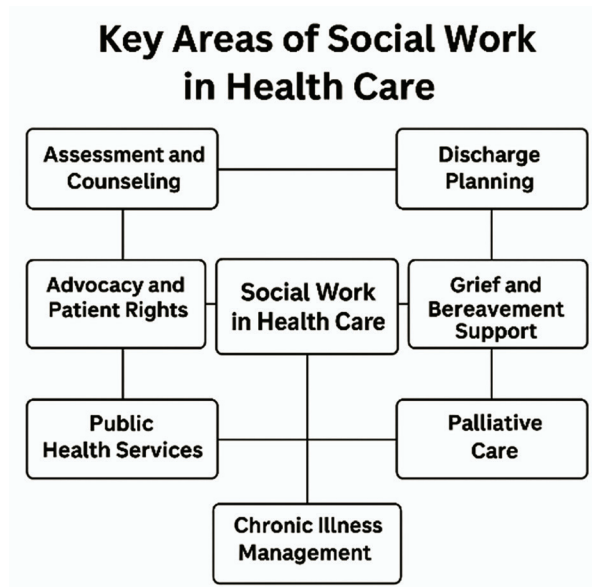 Key Areas of Social Work
in Health Care
Assessment and
Counseling
Discharge
Planning
Advocacy and
Patient Rights
Social Work
in Health Care
Grief and
Bereavement
Support
Public
Health Services
Palliative
Care
Chronic Illness
Management